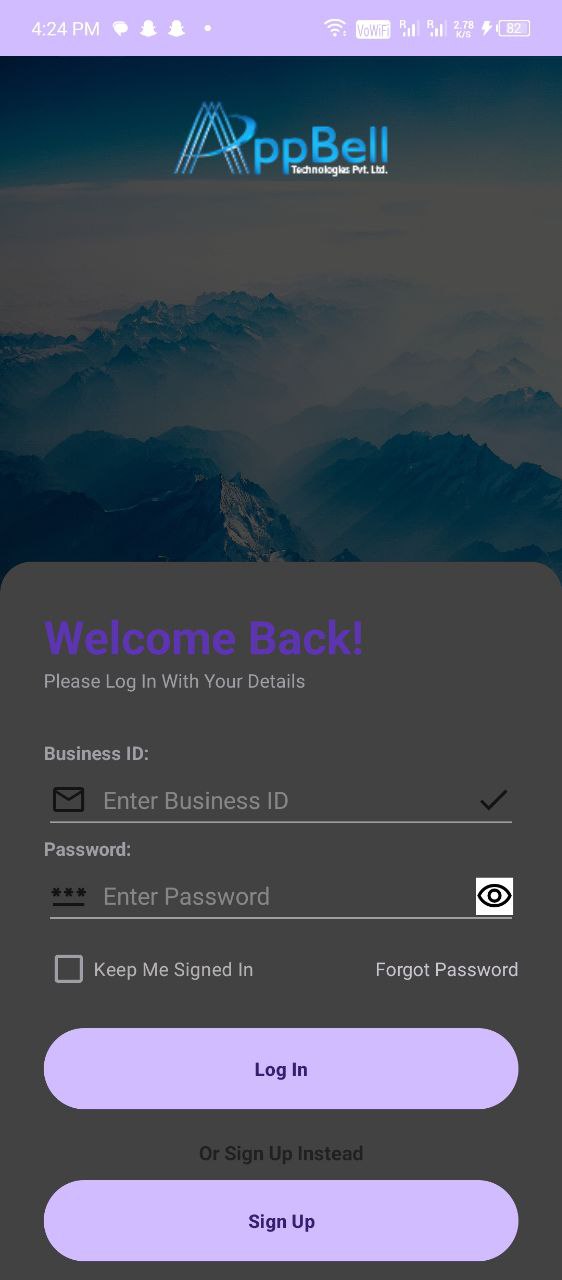 4:24 PM VoWiFi R R 2.78 K/S 82
AppBell
Technologies Pvt. Ltd.
Welcome Back!
Please Log In With Your Details
Business ID:
Enter Business ID
Password:
*** Enter Password
Keep Me Signed In Forgot Password
Log In
Or Sign Up Instead
Sign Up